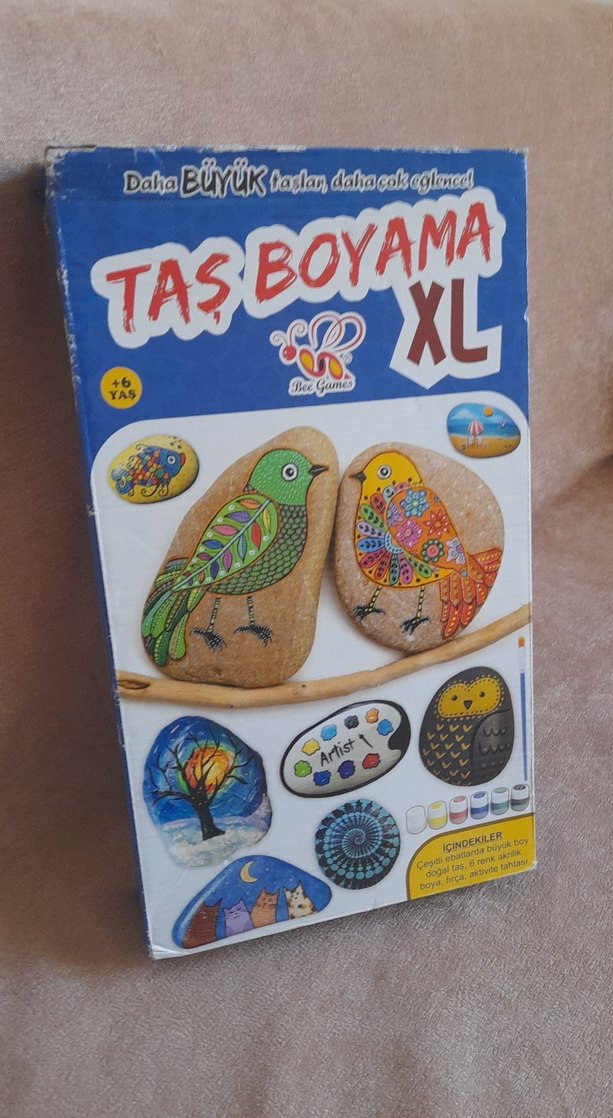 Daha BÜYÜK taşlar, daha çok eğlence!
TAŞ BOYAMA
XL
Bee Games
+6
YAŞ
Artist
İÇİNDEKİLER
Çeşitli ebatlarda büyük boy
doğal taş, 6 renk akrilik
boya, fırça, aktivite tahtası